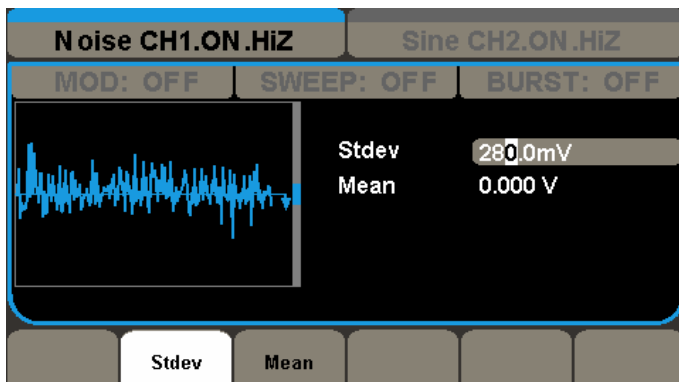 Noise CH1.ON.HiZ
Sine CH2.ON.HiZ
MOD: OFF
SWEEP: OFF
BURST: OFF
Stdev 280.0mV
Mean 0.000 V
Stdev
Mean